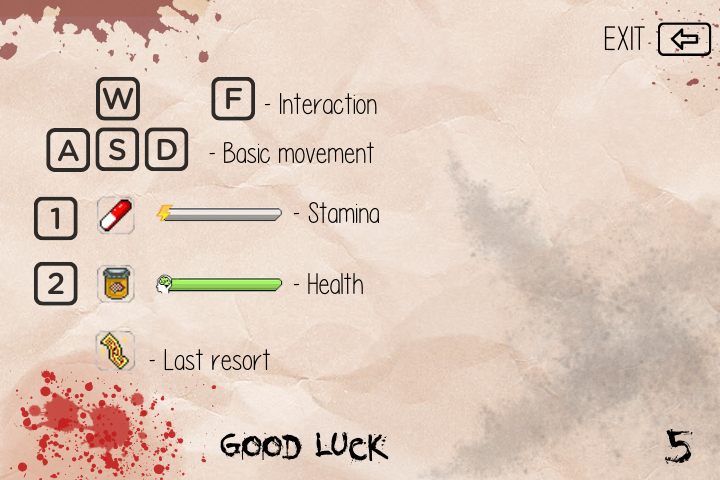 EXIT
W F - Interaction
A S D - Basic movement
1 - Stamina
2 - Health
- Last resort
GOOD LUCK
5